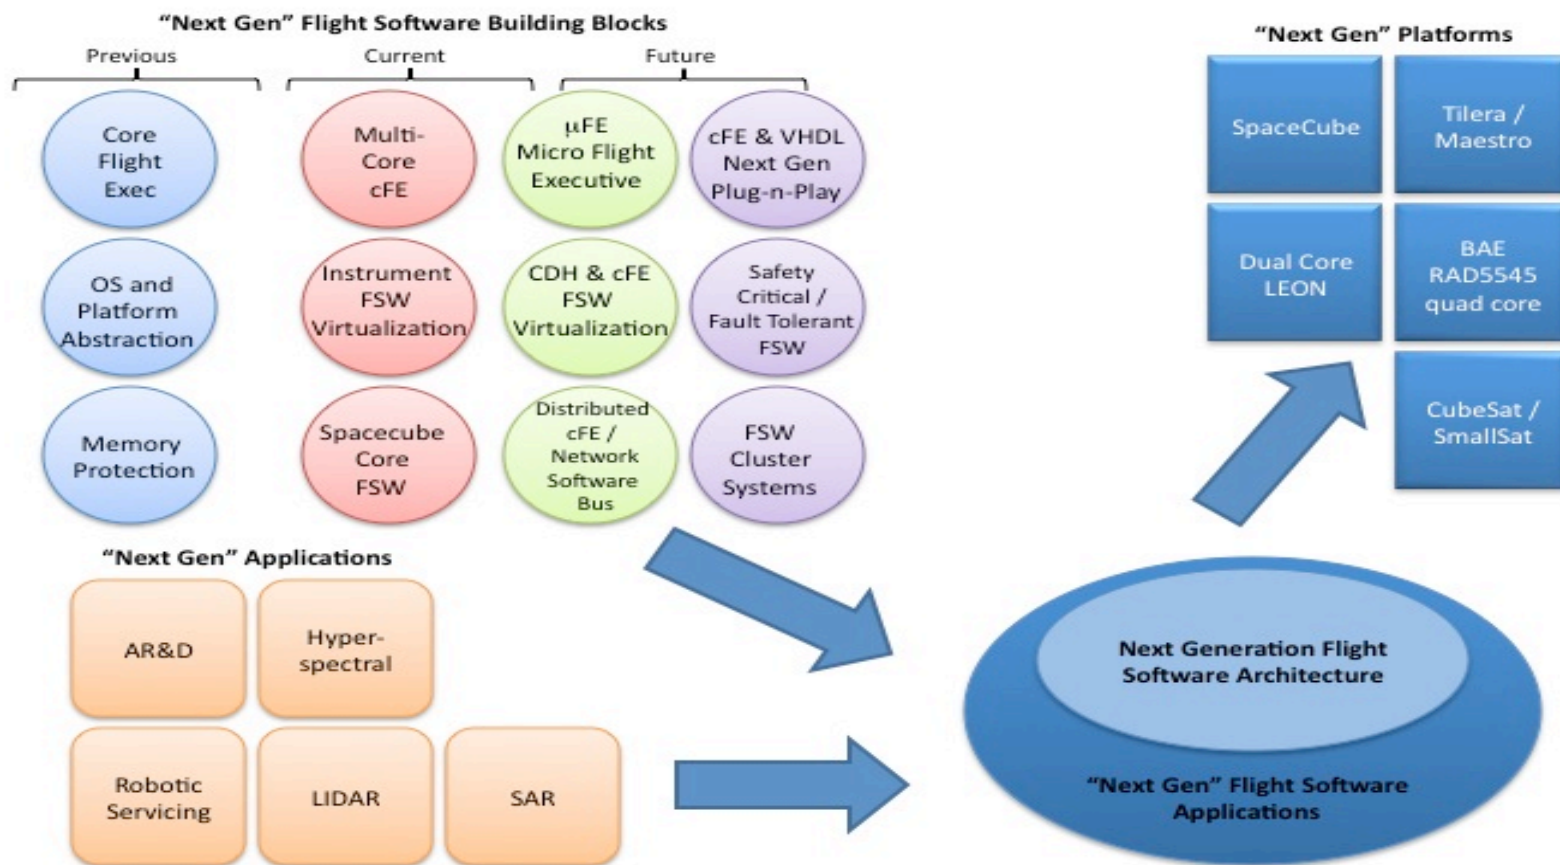 “Next Gen” Flight Software Building Blocks
Previous
Current
Future
Core
Flight
Exec
Multi-
Core
cFE
µFE
Micro Flight
Executive
cFE & VHDL
Next Gen
Plug-n-Play
OS and
Platform
Abstraction
Instrument
FSW
Virtualization
CDH & cFE
FSW
Virtualization
Safety
Critical /
Fault Tolerant
FSW
Memory
Protection
Spacecube
Core
FSW
Distributed
cFE /
Network
Software
Bus
FSW
Cluster
Systems
“Next Gen” Applications
AR&D
Hyper-
spectral
Robotic
Servicing
LIDAR
SAR
“Next Gen” Platforms
SpaceCube
Tilera /
Maestro
Dual Core
LEON
BAE
RAD5545
quad core
CubeSat /
SmallSat
Next Generation Flight
Software Architecture
“Next Gen” Flight Software
Applications